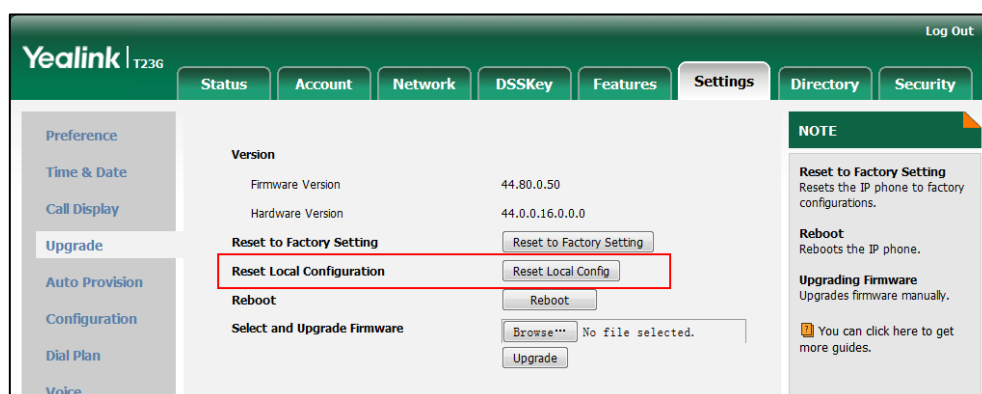 Log Out
Yealink | T23G
Status Account Network DSSKey Features Settings Directory Security
Preference
Time & Date
Call Display
Upgrade
Auto Provision
Configuration
Dial Plan
Voice
Version
Firmware Version 44.80.0.50
Hardware Version 44.0.0.16.0.0.0
Reset to Factory Setting Reset to Factory Setting
Reset Local Configuration Reset Local Config
Reboot Reboot
Select and Upgrade Firmware Browse··· No file selected.
Upgrade
NOTE
Reset to Factory Setting
Resets the IP phone to factory
configurations.
Reboot
Reboots the IP phone.
Upgrading Firmware
Upgrades firmware manually.
You can click here to get
more guides.